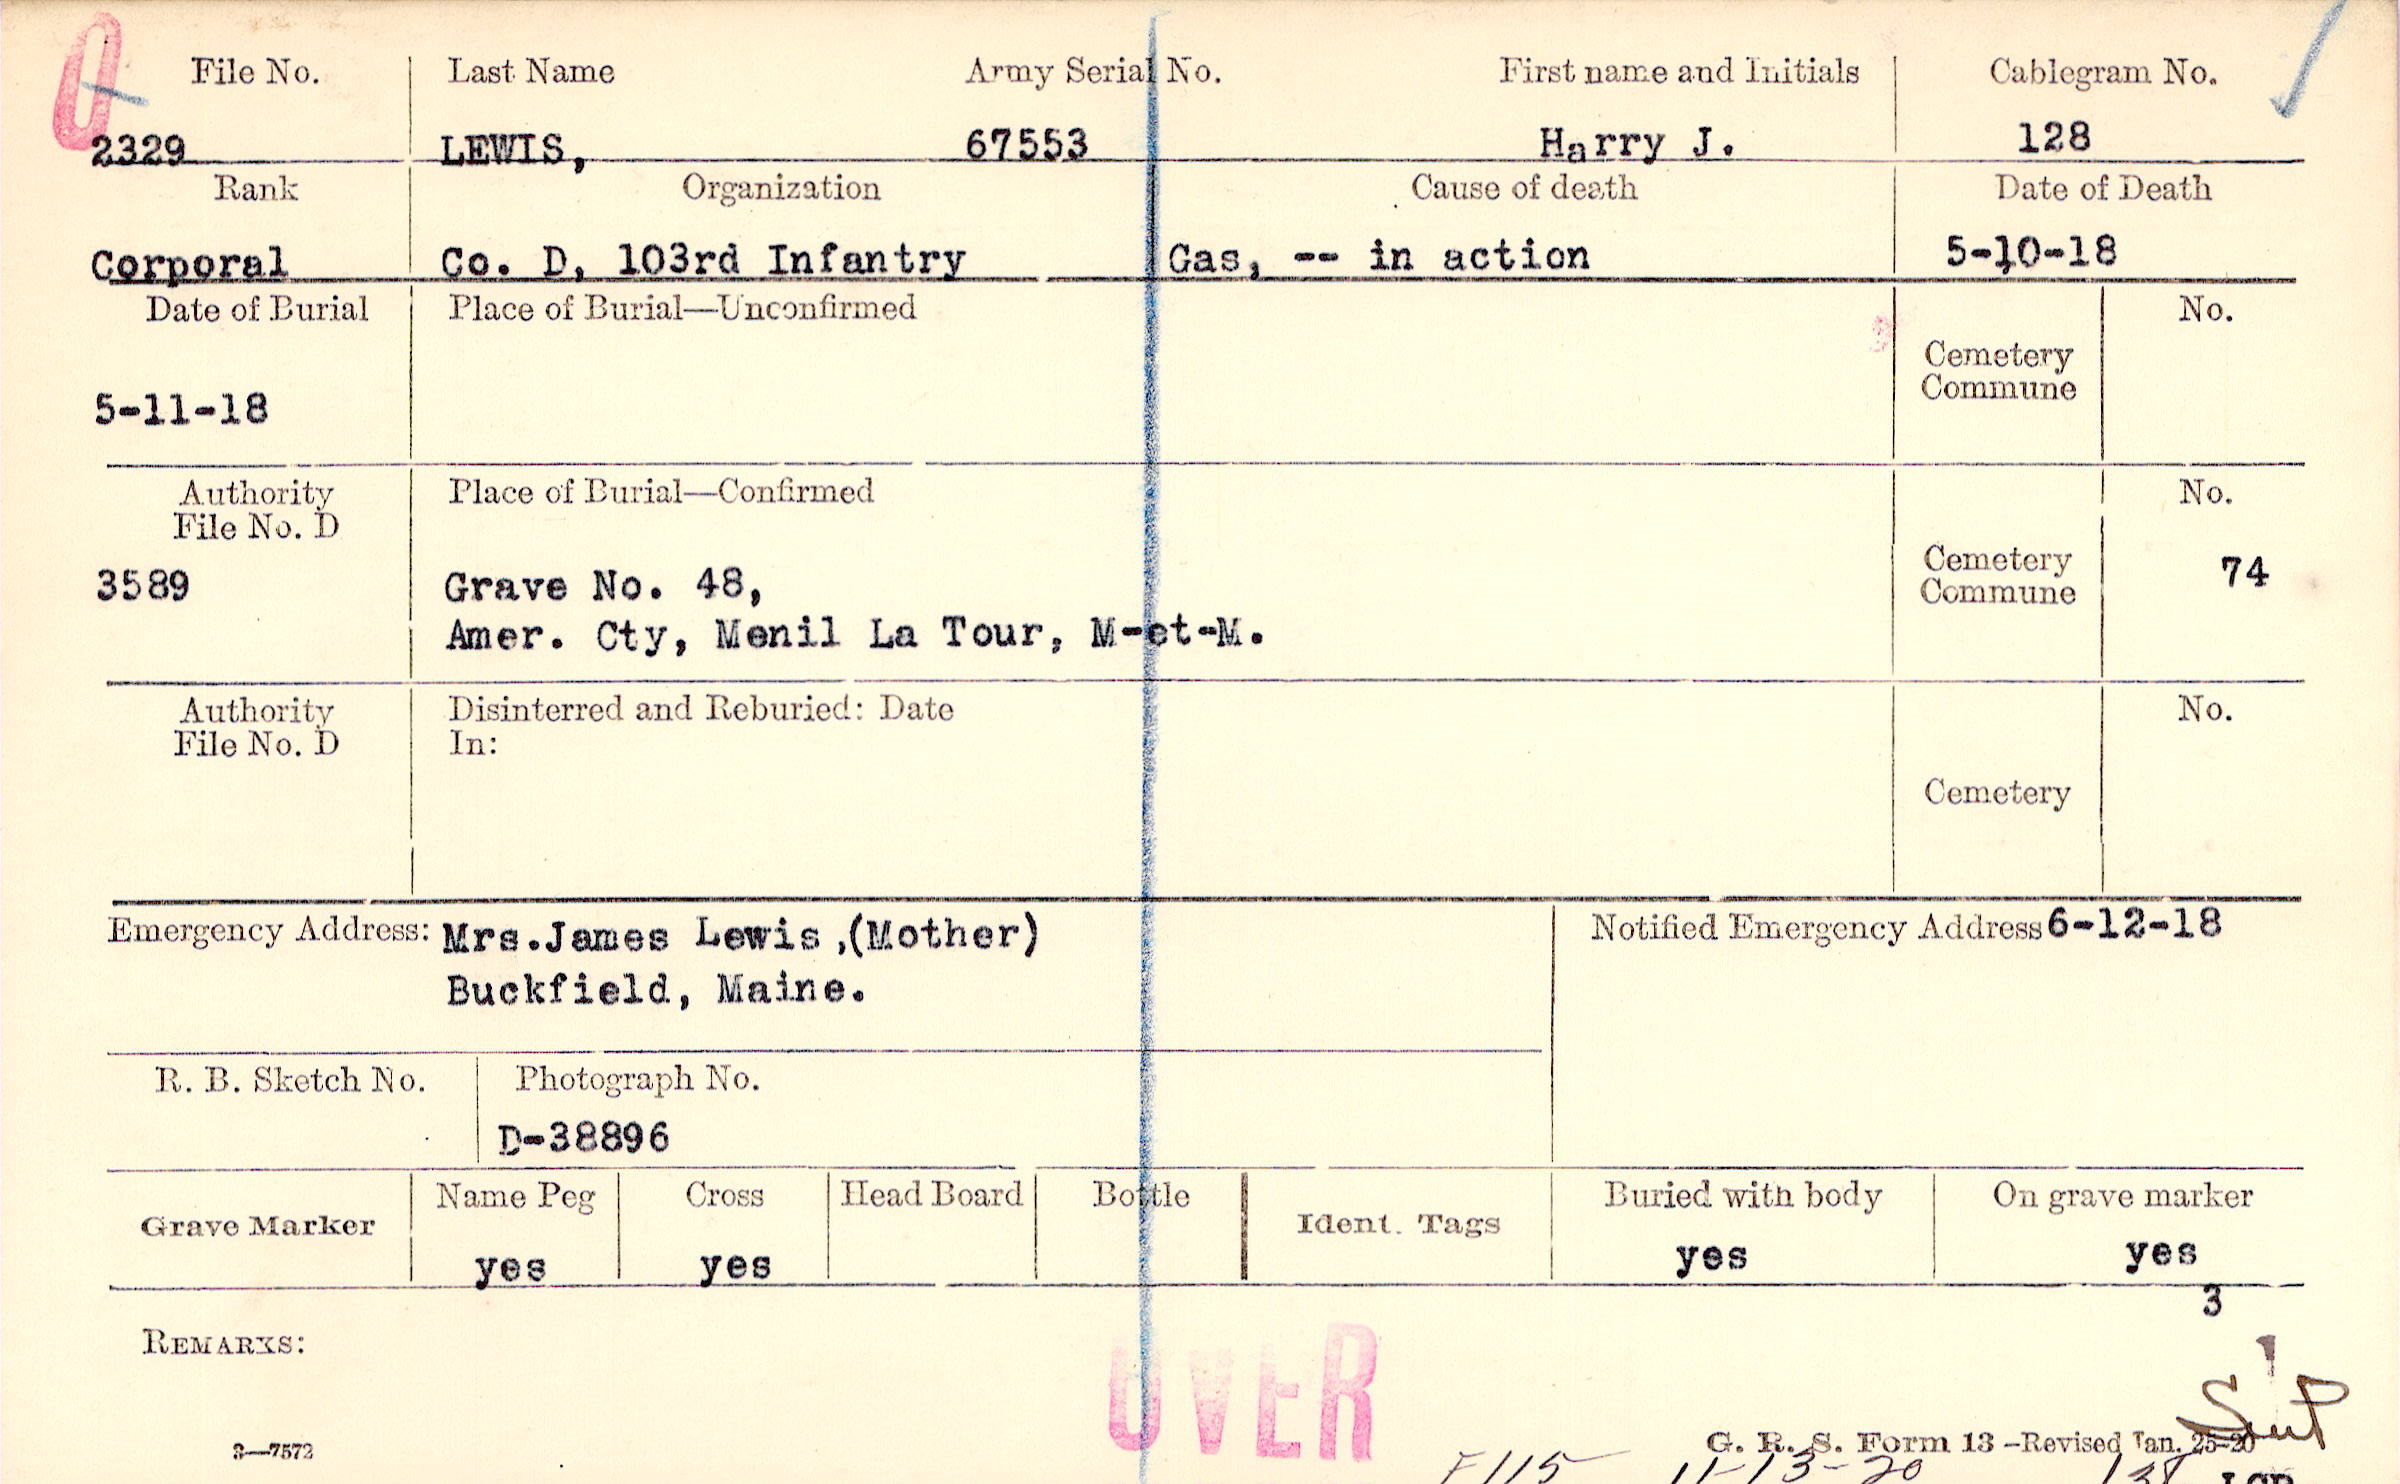 O
File No. Last Name Army Serial No. First name and Initials Cablegram No.
2329 LEWIS, 67553 Harry J. 128
Rank Organization Cause of death Date of Death
Corporal Co. D, 103rd Infantry Gas, -- in action 5-10-18
Date of Burial Place of Burial—Unconfirmed No.
Cemetery
Commune
5-11-18
Authority Place of Burial—Confirmed No.
File No. D
Cemetery
Commune
3589 Grave No. 48, 74
Amer. Cty, Menil La Tour, M-et-M.
Authority Disinterred and Reburied: Date No.
File No. D In:
Cemetery
Emergency Address: Mrs.James Lewis,(Mother) Notified Emergency Address 6-12-18
Buckfield, Maine.
R. B. Sketch No. Photograph No.
D-38896
Grave Marker Name Peg Cross Head Board Bottle Ident. Tags Buried with body On grave marker
yes yes yes yes
3
REMARKS:
OVER
3—7572 G. R. S. Form 13—Revised Jan. 25-20
F115 11-13-20